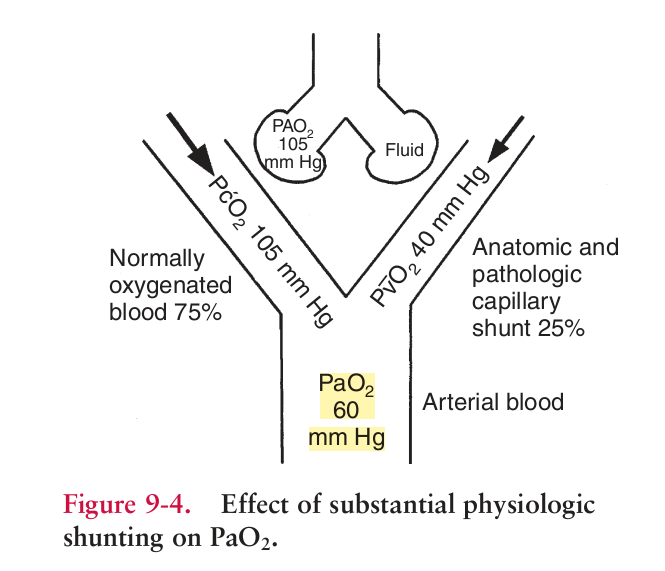 PAO₂
105
mm Hg
Fluid
PćO₂ 105 mm Hg
Pv̄O₂ 40 mm Hg
Normally
oxygenated
blood 75%
Anatomic and
pathologic
capillary
shunt 25%
PaO₂
60
mm Hg
Arterial blood
Figure 9-4. Effect of substantial physiologic
shunting on PaO₂.